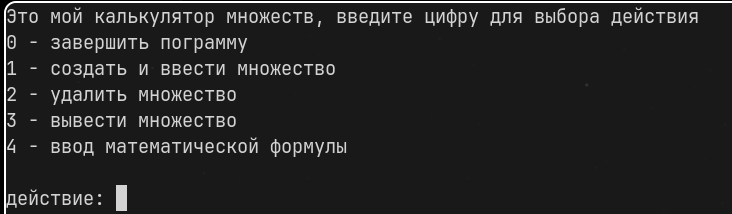 Это мой калькулятор множеств, введите цифру для выбора действия
0 - завершить пограмму
1 - создать и ввести множество
2 - удалить множество
3 - вывести множество
4 - ввод математической формулы
действие: